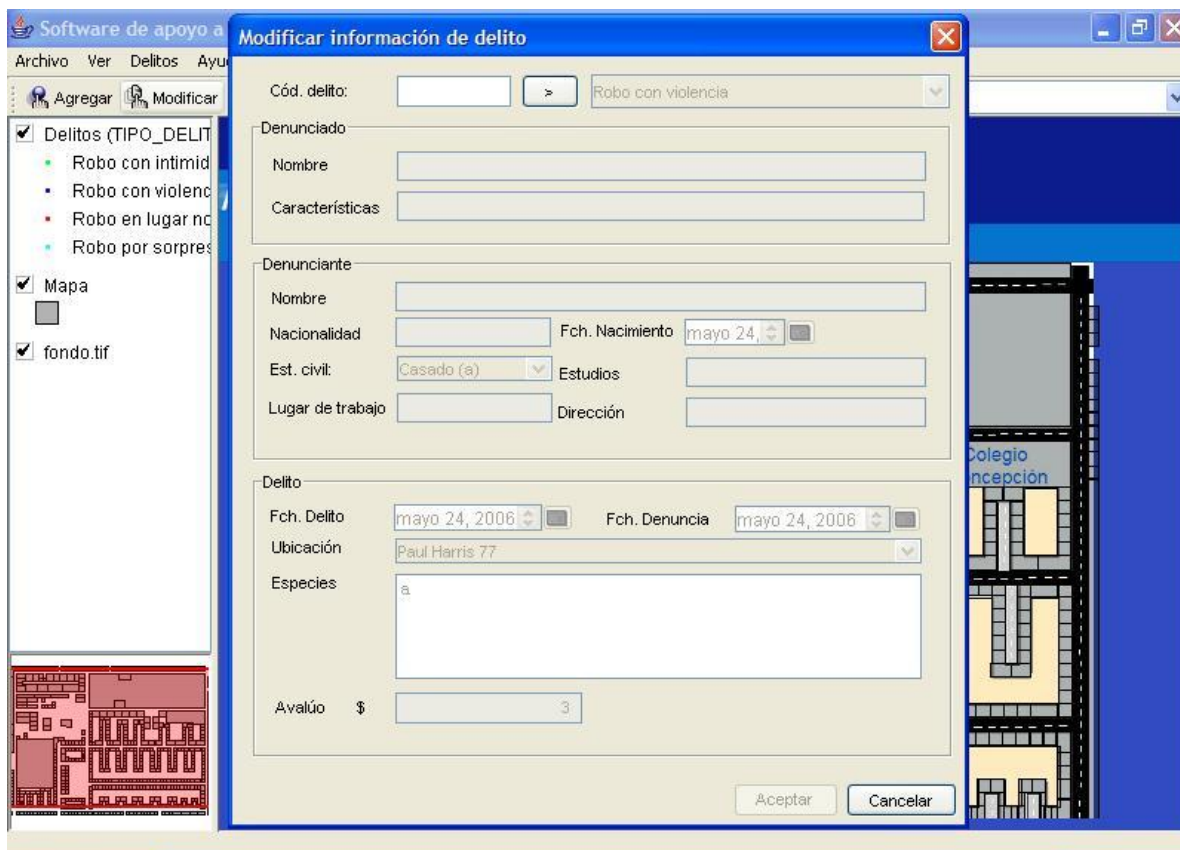 Software de apoyo a
Archivo Ver Delitos Ayu
Agregar Modificar
Delitos (TIPO_DELIT
Robo con intimid
Robo con violenc
Robo en lugar no
Robo por sorpres
Mapa
fondo.tif
Modificar información de delito
Cód. delito: > Robo con violencia
Denunciado
Nombre
Características
Denunciante
Nombre
Nacionalidad Fch. Nacimiento mayo 24,
Est. civil: Casado (a) Estudios
Lugar de trabajo Dirección
Delito
Fch. Delito mayo 24, 2006 Fch. Denuncia mayo 24, 2006
Ubicación Paul Harris 77
Especies a
Avalúo $ 3
Aceptar Cancelar
Colegio
ncepción